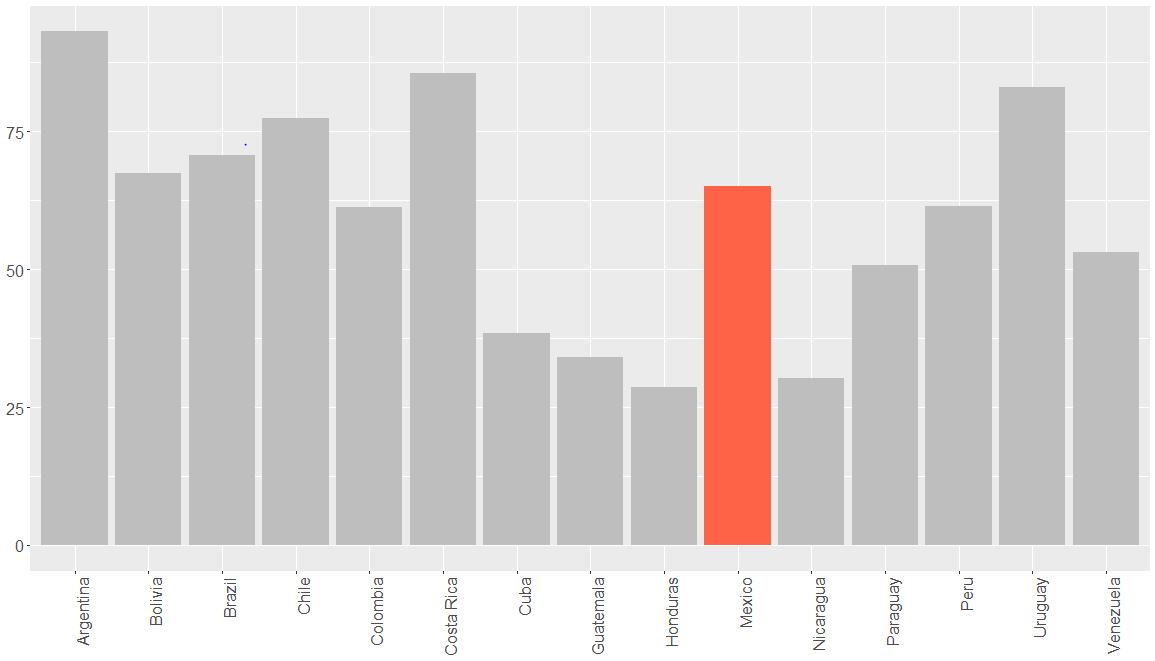 75
50
25
0
Argentina
Bolivia
Brazil
Chile
Colombia
Costa Rica
Cuba
Guatemala
Honduras
Mexico
Nicaragua
Paraguay
Peru
Uruguay
Venezuela